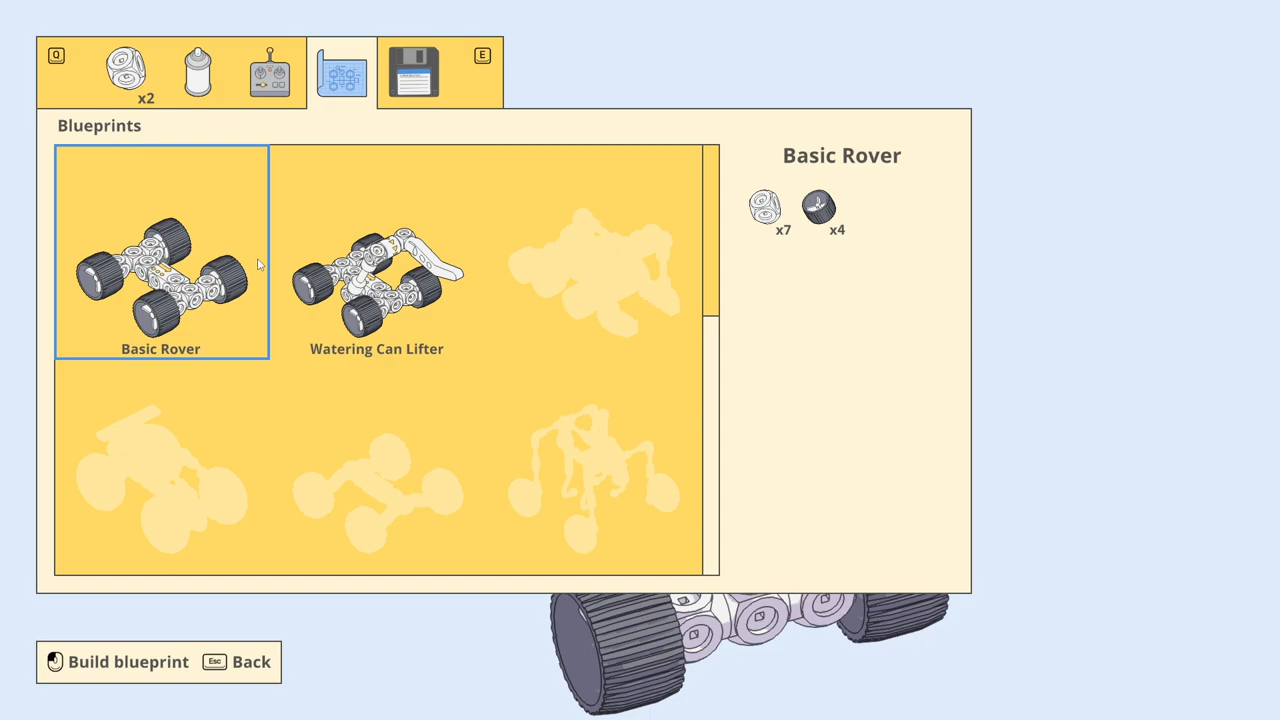 Q
E
x2
Blueprints
Basic Rover
x7
x4
Basic Rover
Watering Can Lifter
Build blueprint
Esc
Back